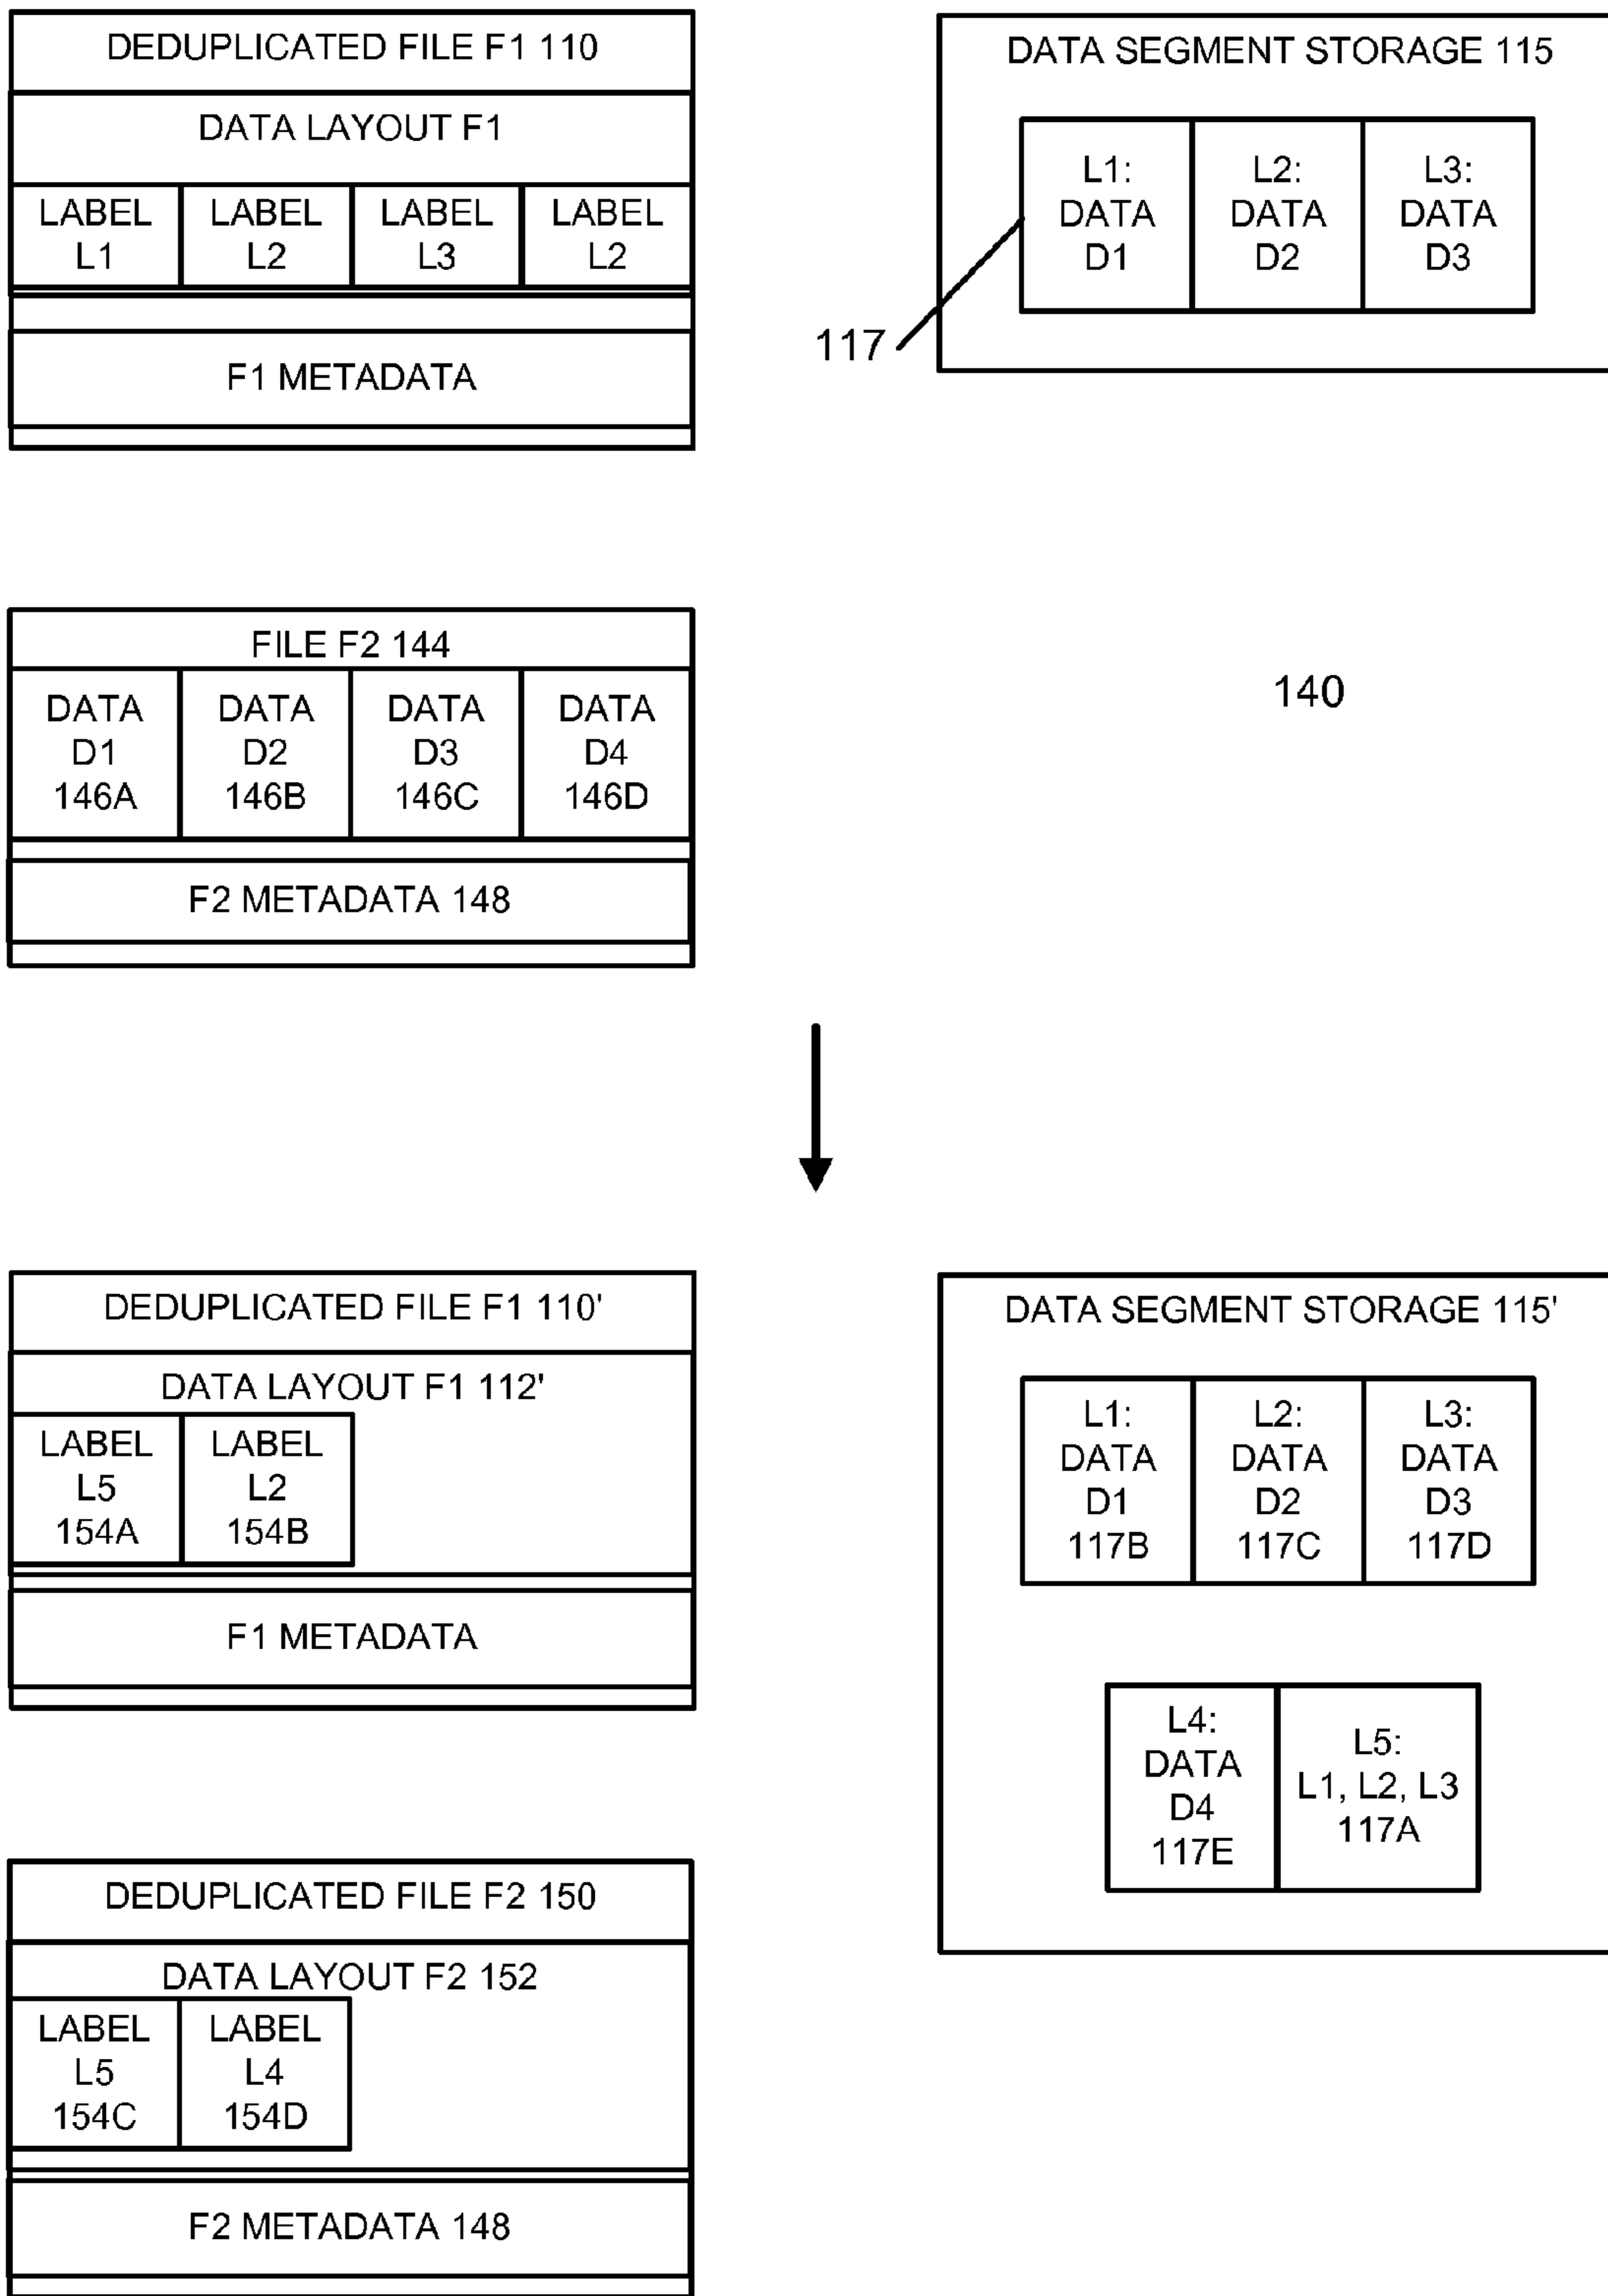 DEDUPLICATED FILE F1 110
DATA LAYOUT F1
LABEL L1
LABEL L2
LABEL L3
LABEL L2
F1 METADATA
DATA SEGMENT STORAGE 115
L1:
DATA
D1
L2:
DATA
D2
L3:
DATA
D3
117
FILE F2 144
DATA
D1
146A
DATA
D2
146B
DATA
D3
146C
DATA
D4
146D
F2 METADATA 148
140
DEDUPLICATED FILE F1 110'
DATA LAYOUT F1 112'
LABEL
L5
154A
LABEL
L2
154B
F1 METADATA
DATA SEGMENT STORAGE 115'
L1:
DATA
D1
117B
L2:
DATA
D2
117C
L3:
DATA
D3
117D
L4:
DATA
D4
117E
L5:
L1, L2, L3
117A
DEDUPLICATED FILE F2 150
DATA LAYOUT F2 152
LABEL
L5
154C
LABEL
L4
154D
F2 METADATA 148